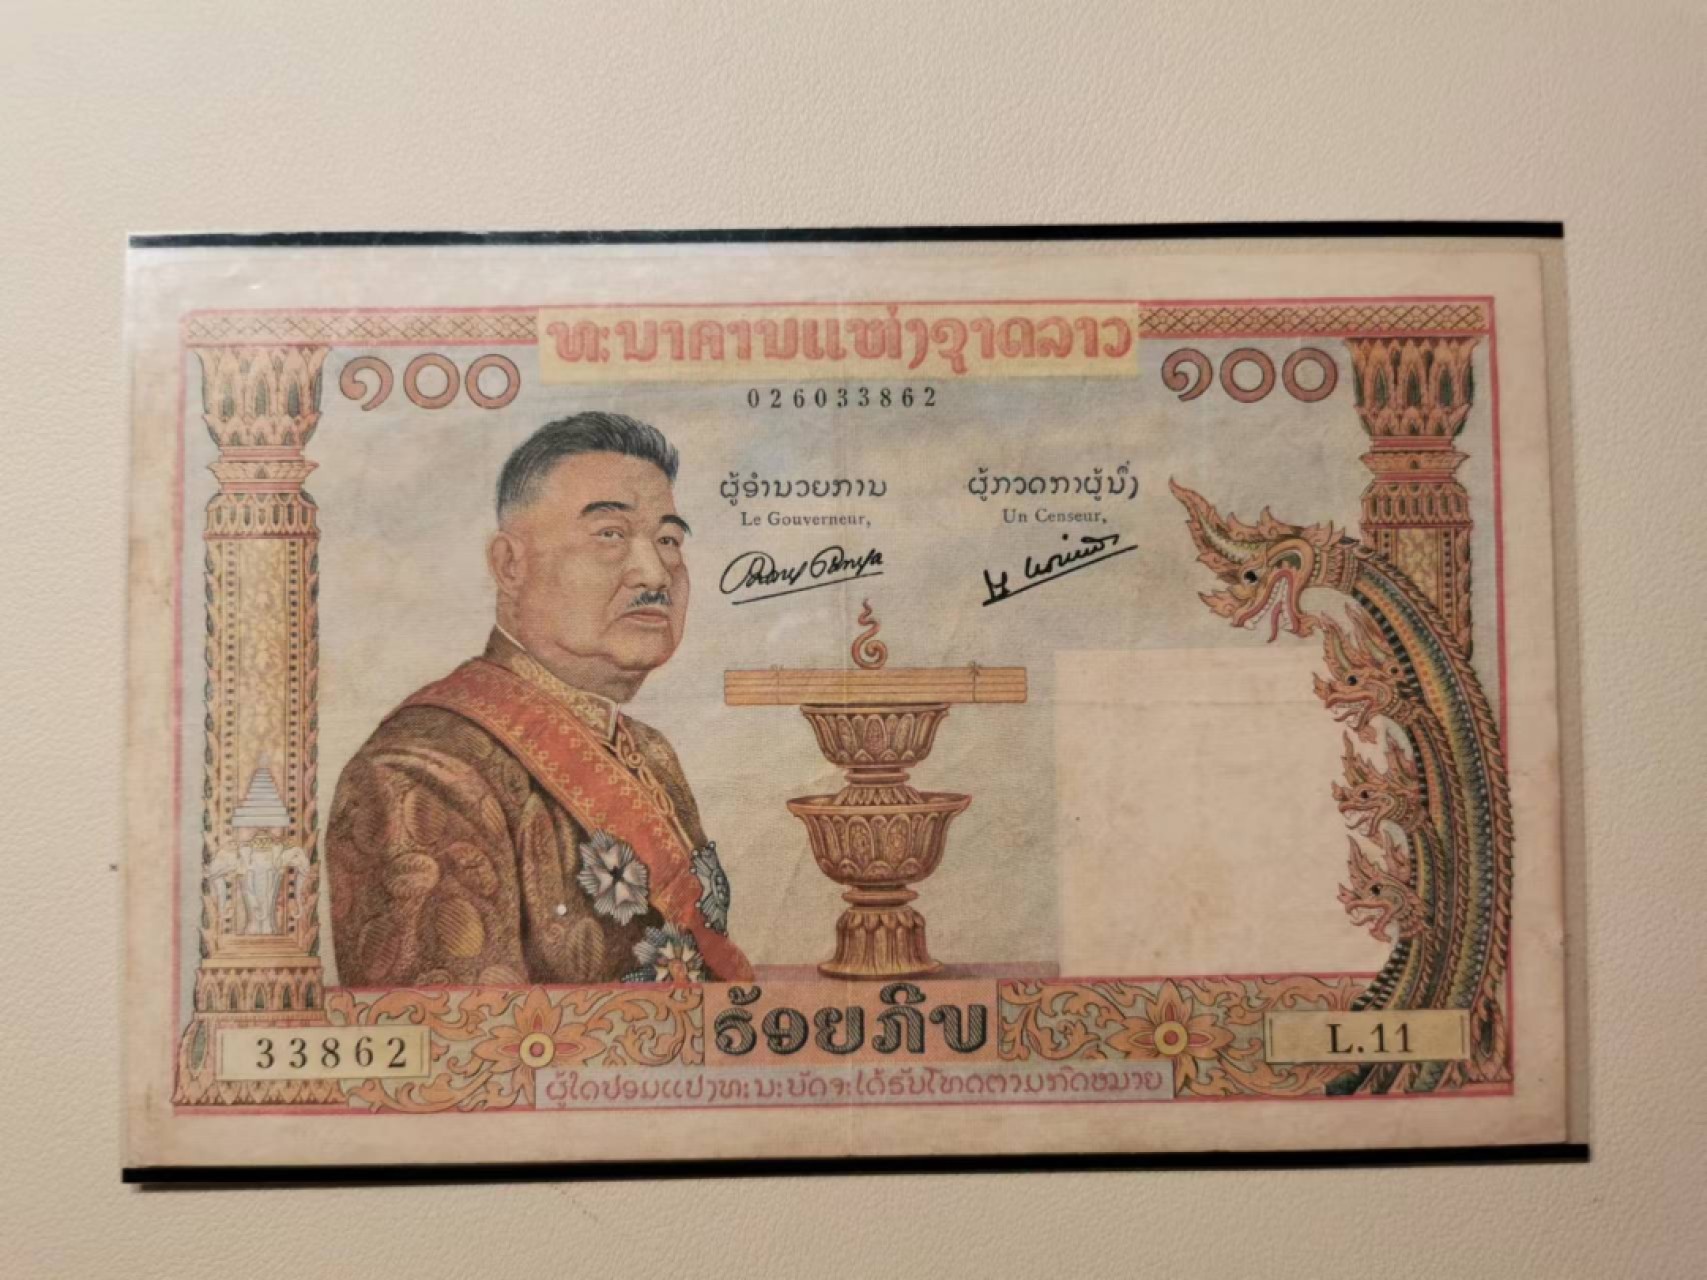 ທະນາຄານແຫ່ງຊາດລາວ
໑໐໐ ໑໐໐
026033862
ຜູ້ອຳນວຍການ ຜູ້ກວດກາຜູ້ນຶ່ງ
Le Gouverneur, Un Censeur,
ຮ້ອຍກີບ
33862 L.11
ຜູ້ໃດປອມແປງທະນະບັດຈະໄດ້ຮັບໂທດຕາມກົດໝາຍ